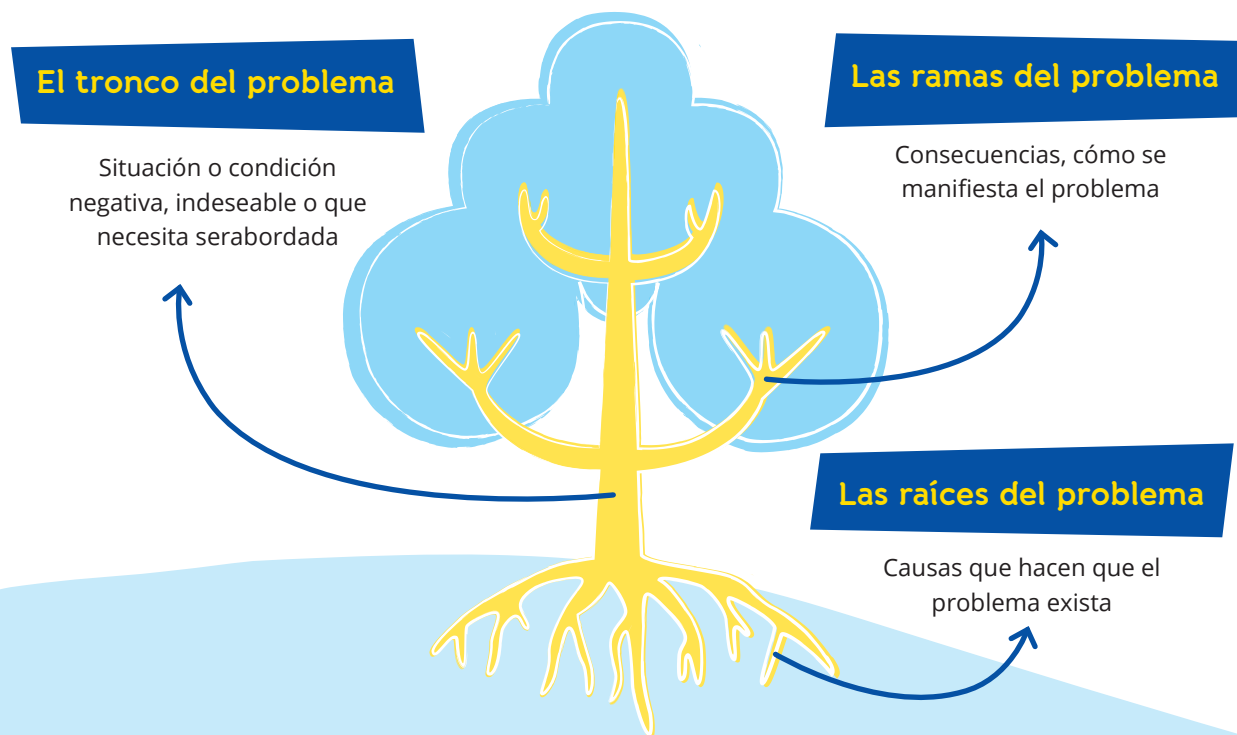 El tronco del problema
Situación o condición
negativa, indeseable o que
necesita serabordada
Las ramas del problema
Consecuencias, cómo se
manifiesta el problema
Las raíces del problema
Causas que hacen que el
problema exista